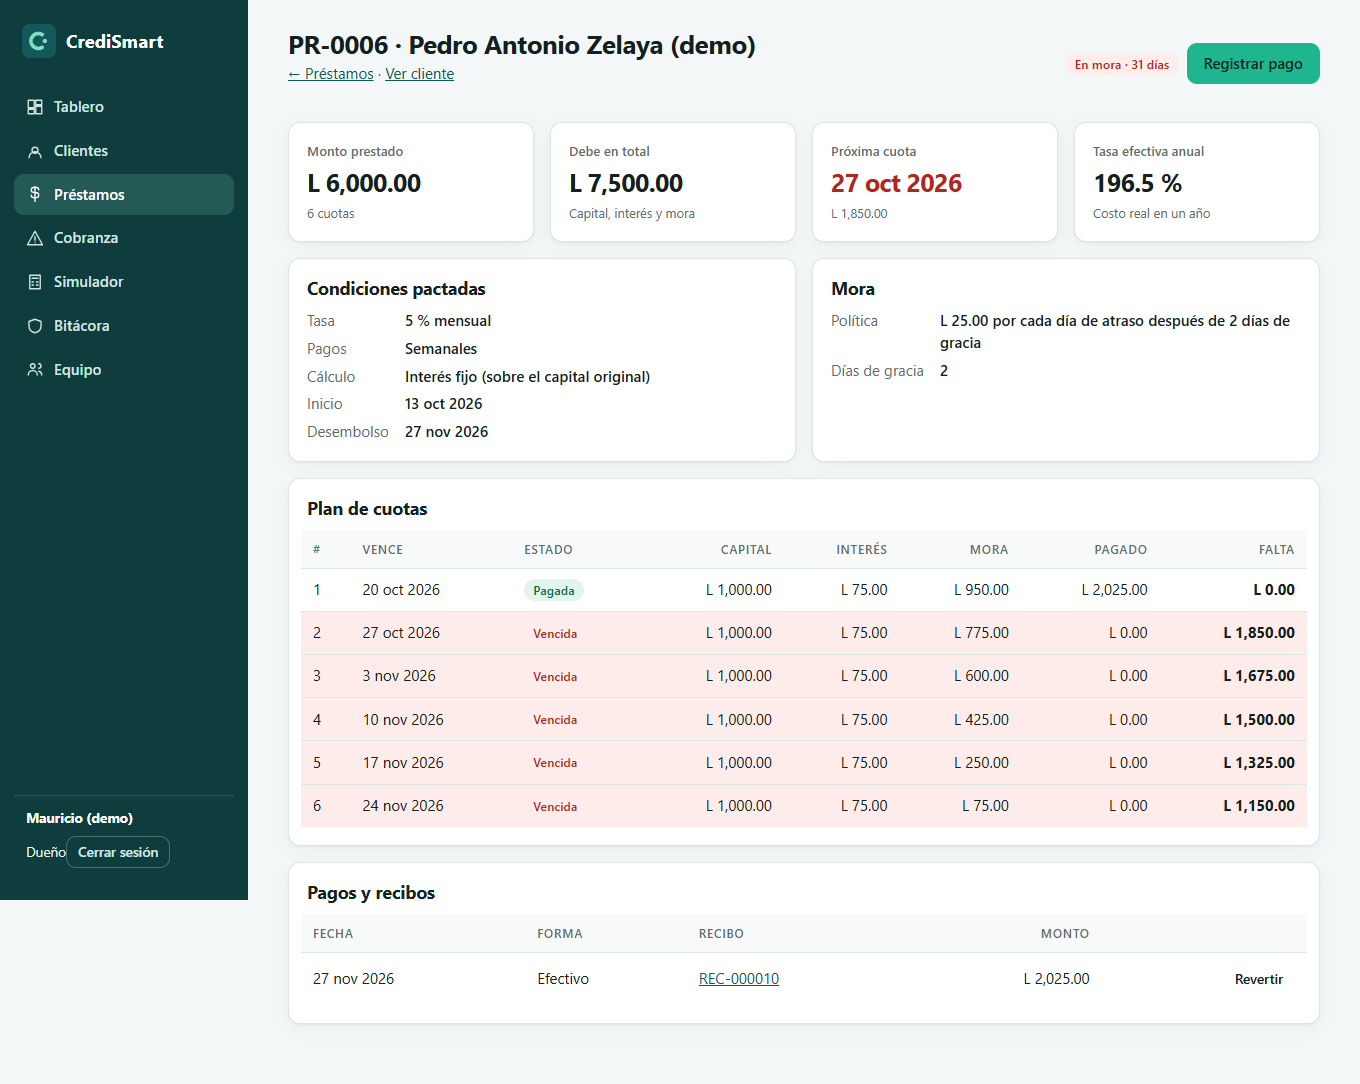 CrediSmart
Tablero
Clientes
Préstamos
Cobranza
Simulador
Bitácora
Equipo
Mauricio (demo)
Dueño Cerrar sesión
PR-0006 · Pedro Antonio Zelaya (demo)
← Préstamos · Ver cliente
En mora · 31 días
Registrar pago
Monto prestado
L 6,000.00
6 cuotas
Debe en total
L 7,500.00
Capital, interés y mora
Próxima cuota
27 oct 2026
L 1,850.00
Tasa efectiva anual
196.5 %
Costo real en un año
Condiciones pactadas
Tasa 5 % mensual
Pagos Semanales
Cálculo Interés fijo (sobre el capital original)
Inicio 13 oct 2026
Desembolso 27 nov 2026
Mora
Política L 25.00 por cada día de atraso después de 2 días de
gracia
Días de gracia 2
Plan de cuotas
# VENCE ESTADO CAPITAL INTERÉS MORA PAGADO FALTA
1 20 oct 2026 Pagada L 1,000.00 L 75.00 L 950.00 L 2,025.00 L 0.00
2 27 oct 2026 Vencida L 1,000.00 L 75.00 L 775.00 L 0.00 L 1,850.00
3 3 nov 2026 Vencida L 1,000.00 L 75.00 L 600.00 L 0.00 L 1,675.00
4 10 nov 2026 Vencida L 1,000.00 L 75.00 L 425.00 L 0.00 L 1,500.00
5 17 nov 2026 Vencida L 1,000.00 L 75.00 L 250.00 L 0.00 L 1,325.00
6 24 nov 2026 Vencida L 1,000.00 L 75.00 L 75.00 L 0.00 L 1,150.00
Pagos y recibos
FECHA FORMA RECIBO MONTO
27 nov 2026 Efectivo REC-000010 L 2,025.00 Revertir